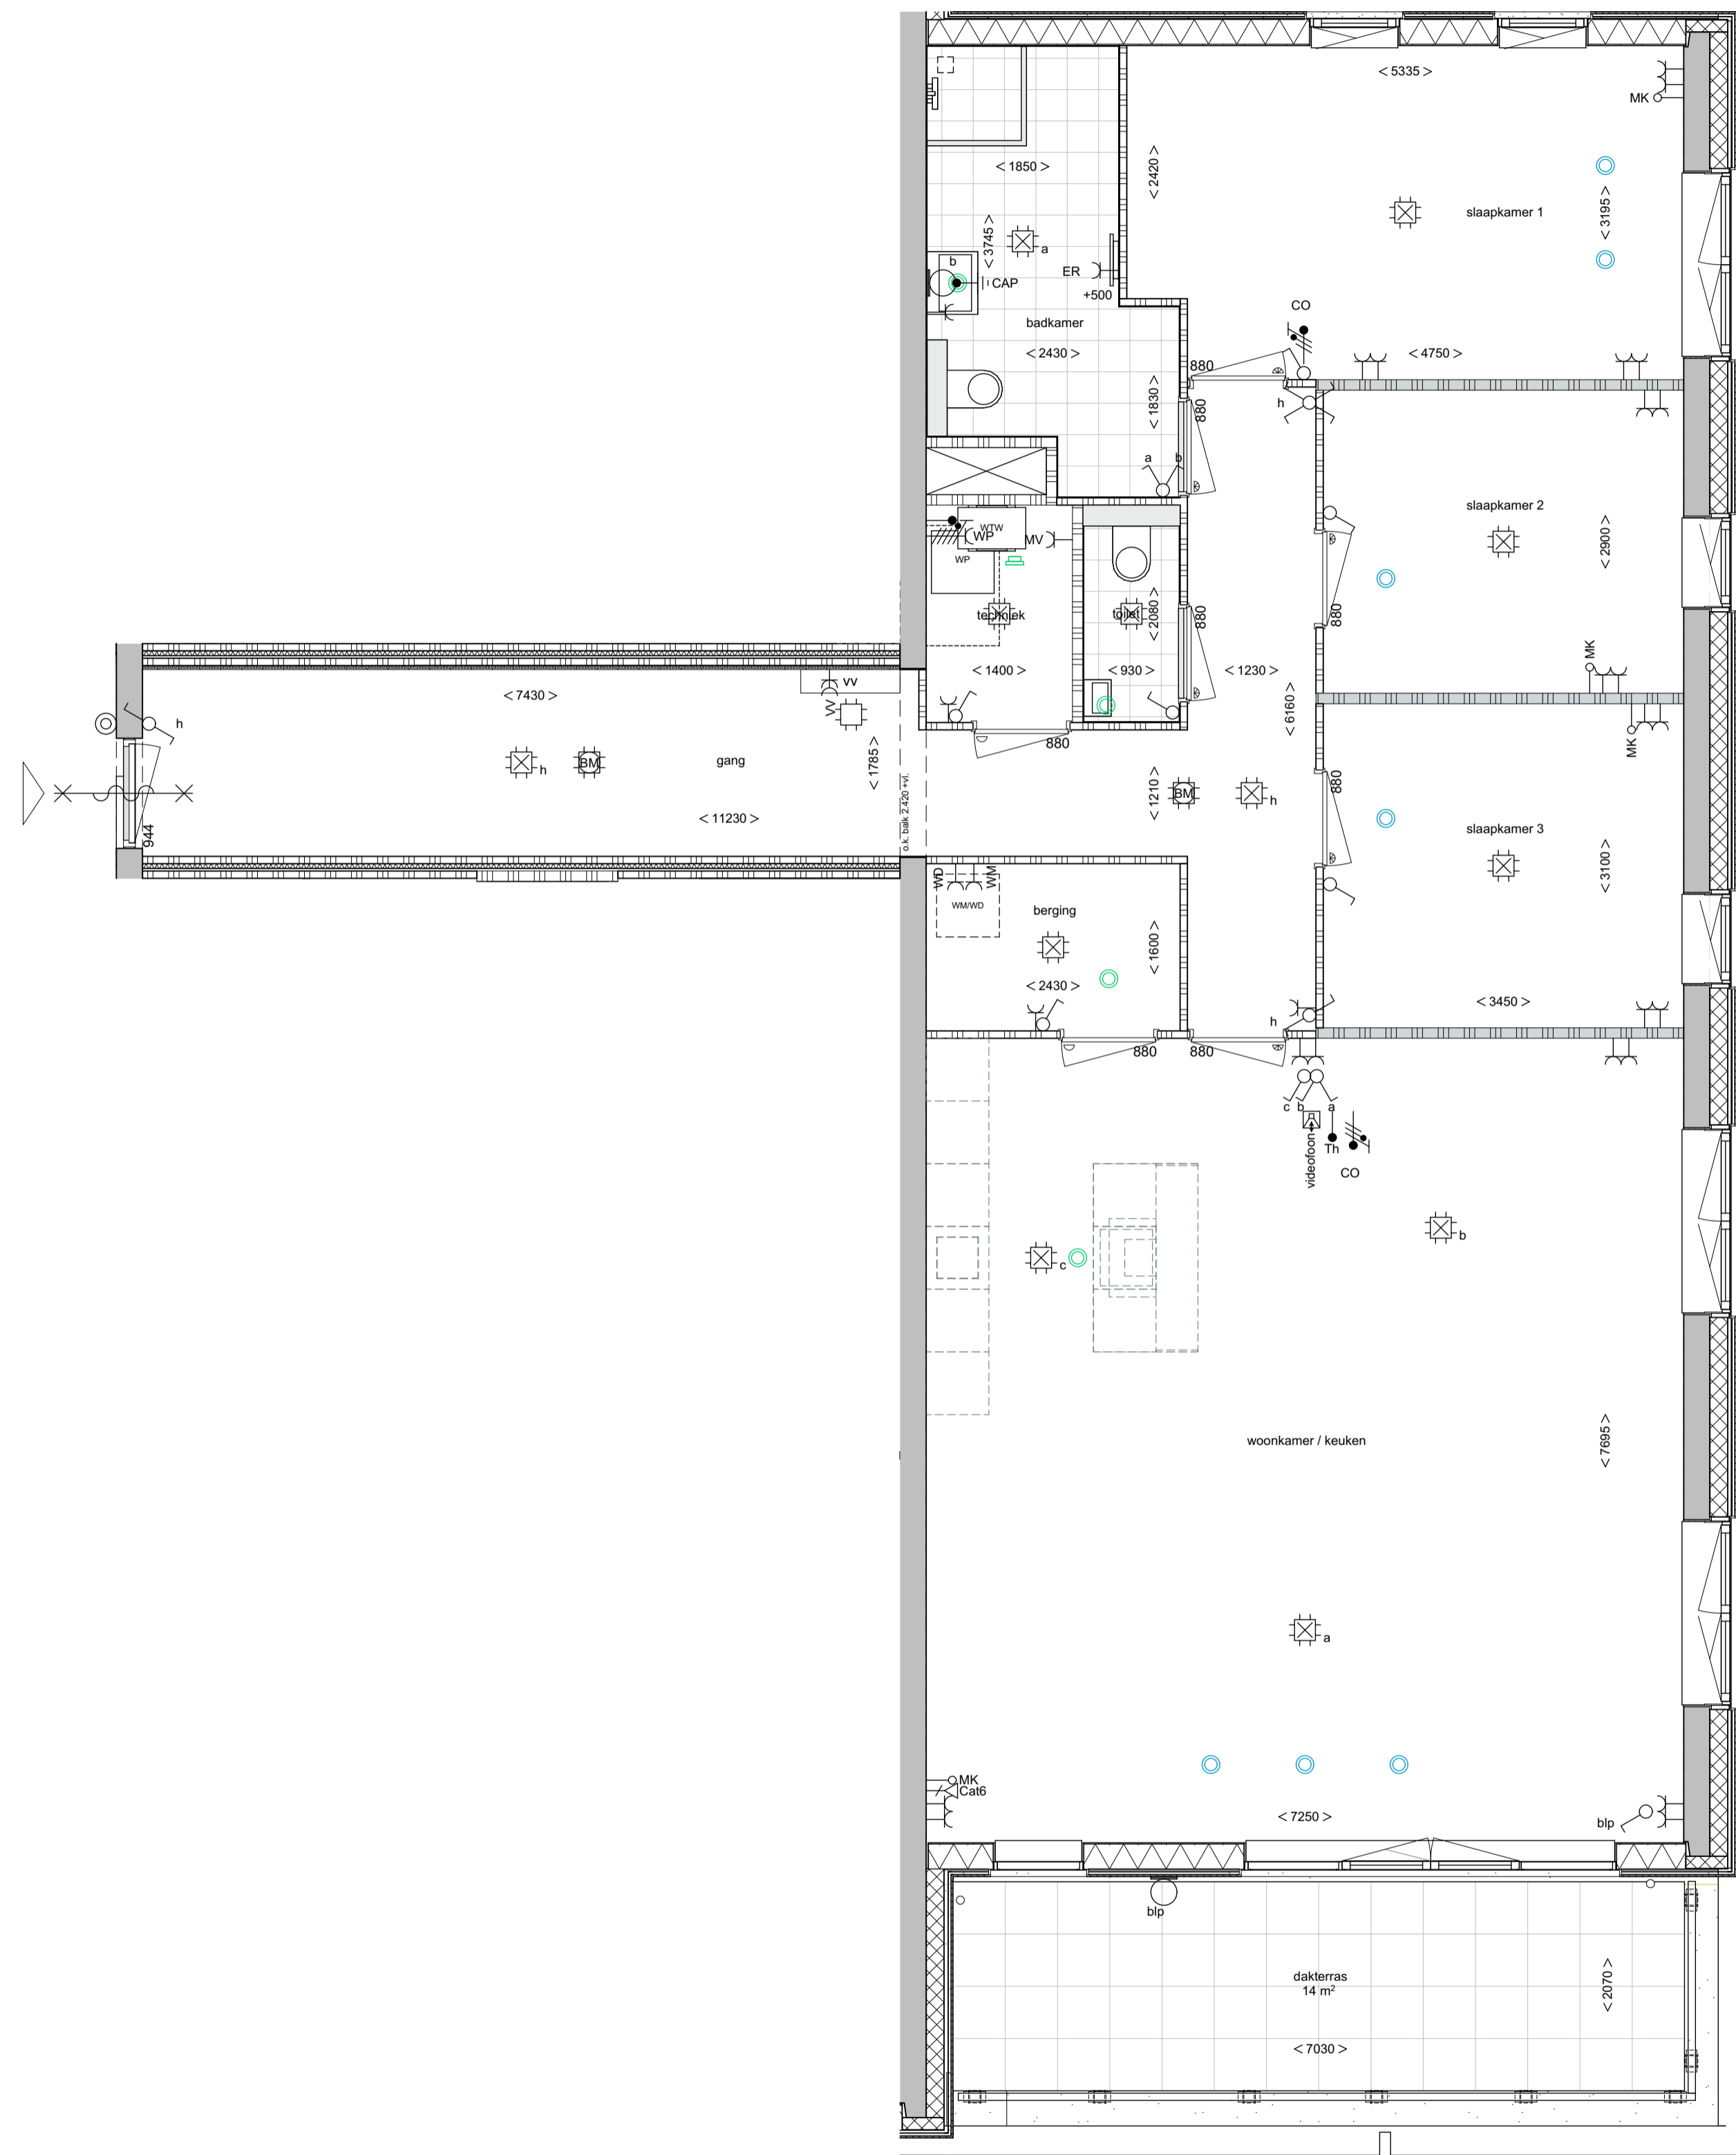 < 5335 >
MK
< 1850 >
< 2420 >
< 3745 >
a
slaapkamer 1
< 3195 >
b
CAP
ER
+500
CO
badkamer
< 2430 >
880
< 4750 >
< 1830 >
880
h
a b
slaapkamer 2
WTW
WP
MV
WP
< 2900 >
techniek
toilet
< 2080 >
880
880
MK
< 1400 >
< 930 >
< 1230 >
< 7430 >
VV
VV
h
< 6160 >
MK
880
gang
< 1785 >
BM
h
880
< 1210 >
BM
h
o.k. balk 2.420 +vl.
< 11230 >
944
slaapkamer 3
< 3100 >
WD
WM
WM/WD
berging
< 1600 >
< 2430 >
< 3450 >
h
880
880
c b a
videofoon
Th
CO
b
c
woonkamer / keuken
< 7695 >
a
MK
Cat6
< 7250 >
blp
blp
dakterras
14 m²
< 2070 >
< 7030 >